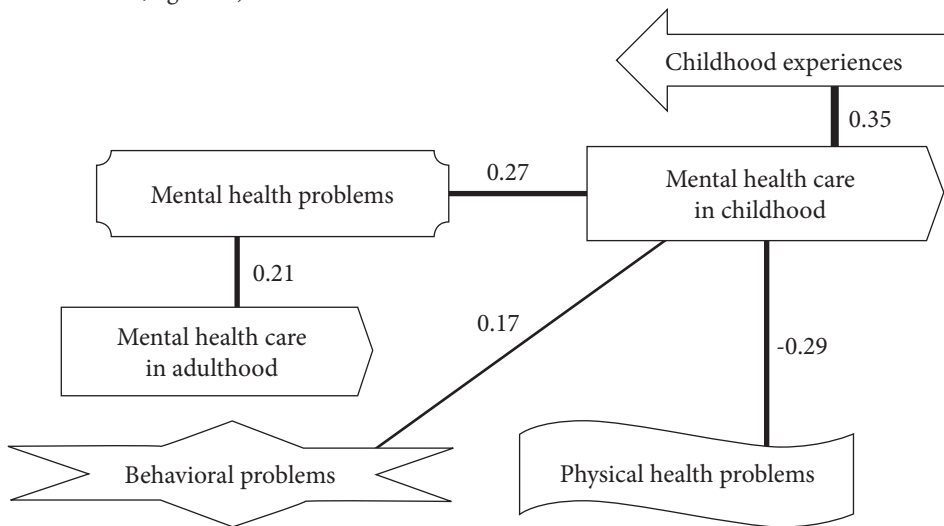 Childhood experiences
0.35
Mental health care
in childhood
0.27
Mental health problems
0.21
Mental health care
in adulthood
0.17
-0.29
Behavioral problems
Physical health problems